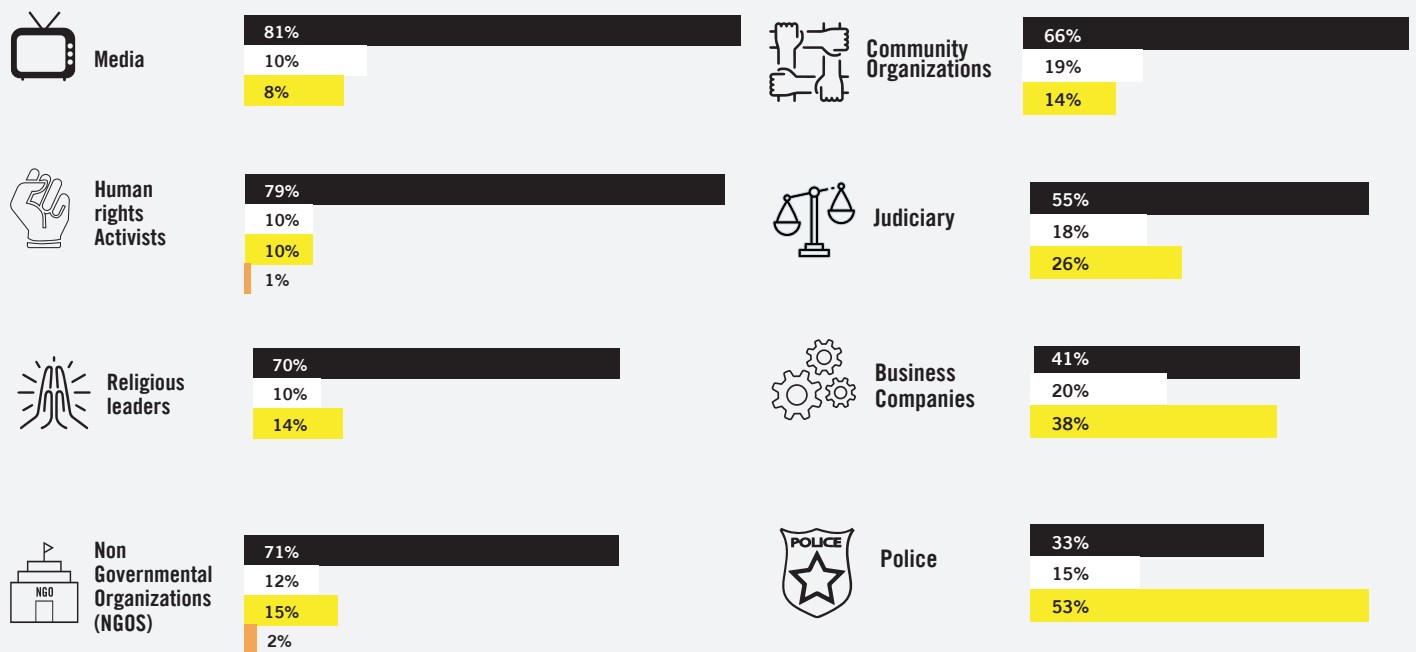 Media
81%
10%
8%
Human
rights
Activists
79%
10%
10%
1%
Religious
leaders
70%
10%
14%
NGO
Non
Governmental
Organizations
(NGOS)
71%
12%
15%
2%
Community
Organizations
66%
19%
14%
Judiciary
55%
18%
26%
Business
Companies
41%
20%
38%
POLICE
Police
33%
15%
53%